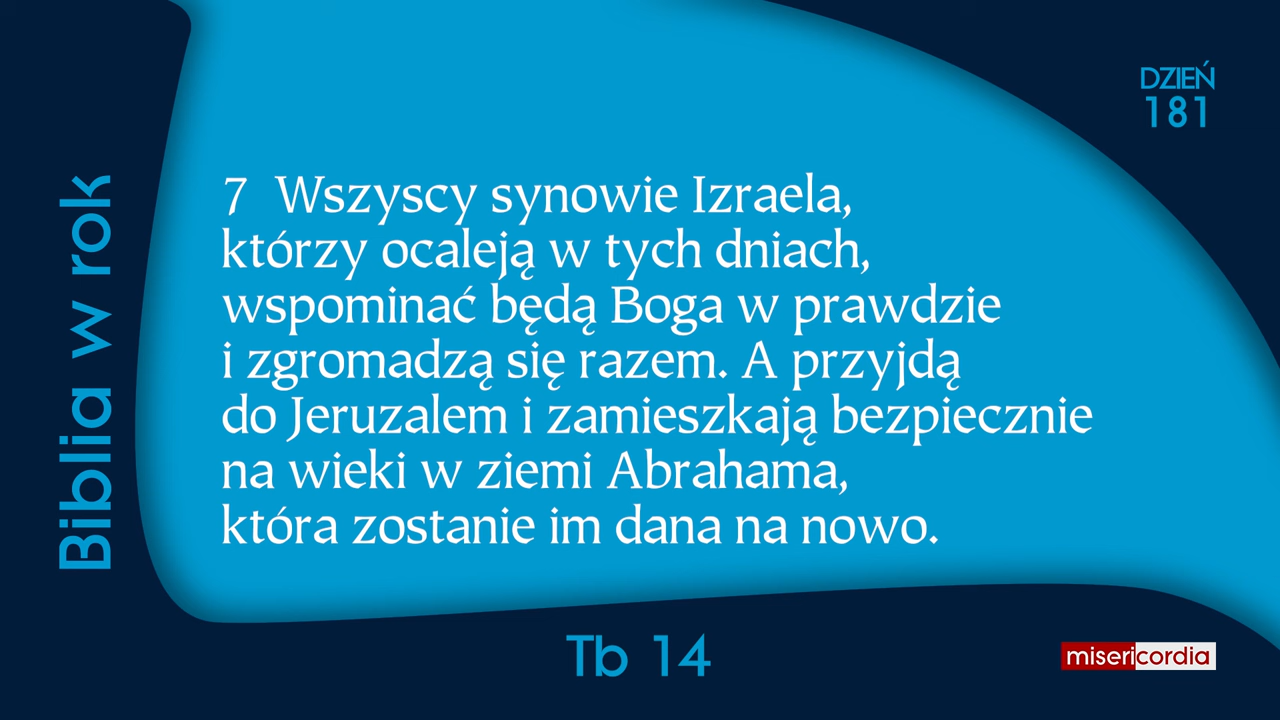 DZIEŃ
181
Biblia w rok
7 Wszyscy synowie Izraela,
którzy ocaleją w tych dniach,
wspominać będą Boga w prawdzie
i zgromadzą się razem. A przyjdą
do Jeruzalem i zamieszkają bezpiecznie
na wieki w ziemi Abrahama,
która zostanie im dana na nowo.
Tb 14
misericordia